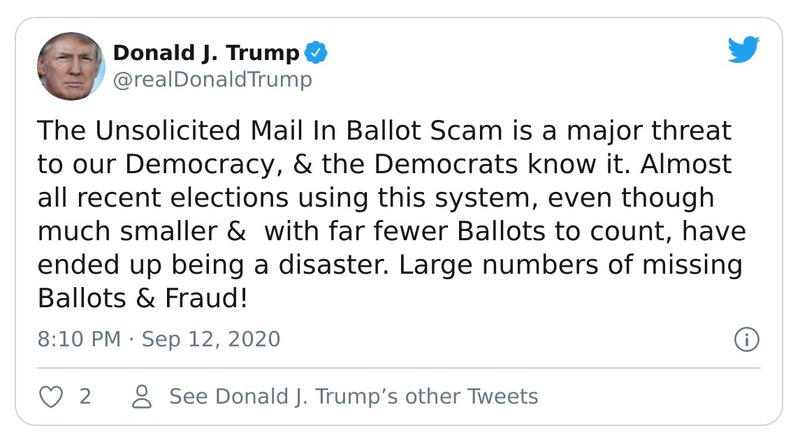 Donald J. Trump
@realDonaldTrump
The Unsolicited Mail In Ballot Scam is a major threat
to our Democracy, & the Democrats know it. Almost
all recent elections using this system, even though
much smaller &  with far fewer Ballots to count, have
ended up being a disaster. Large numbers of missing
Ballots & Fraud!
8:10 PM · Sep 12, 2020
2 See Donald J. Trump’s other Tweets